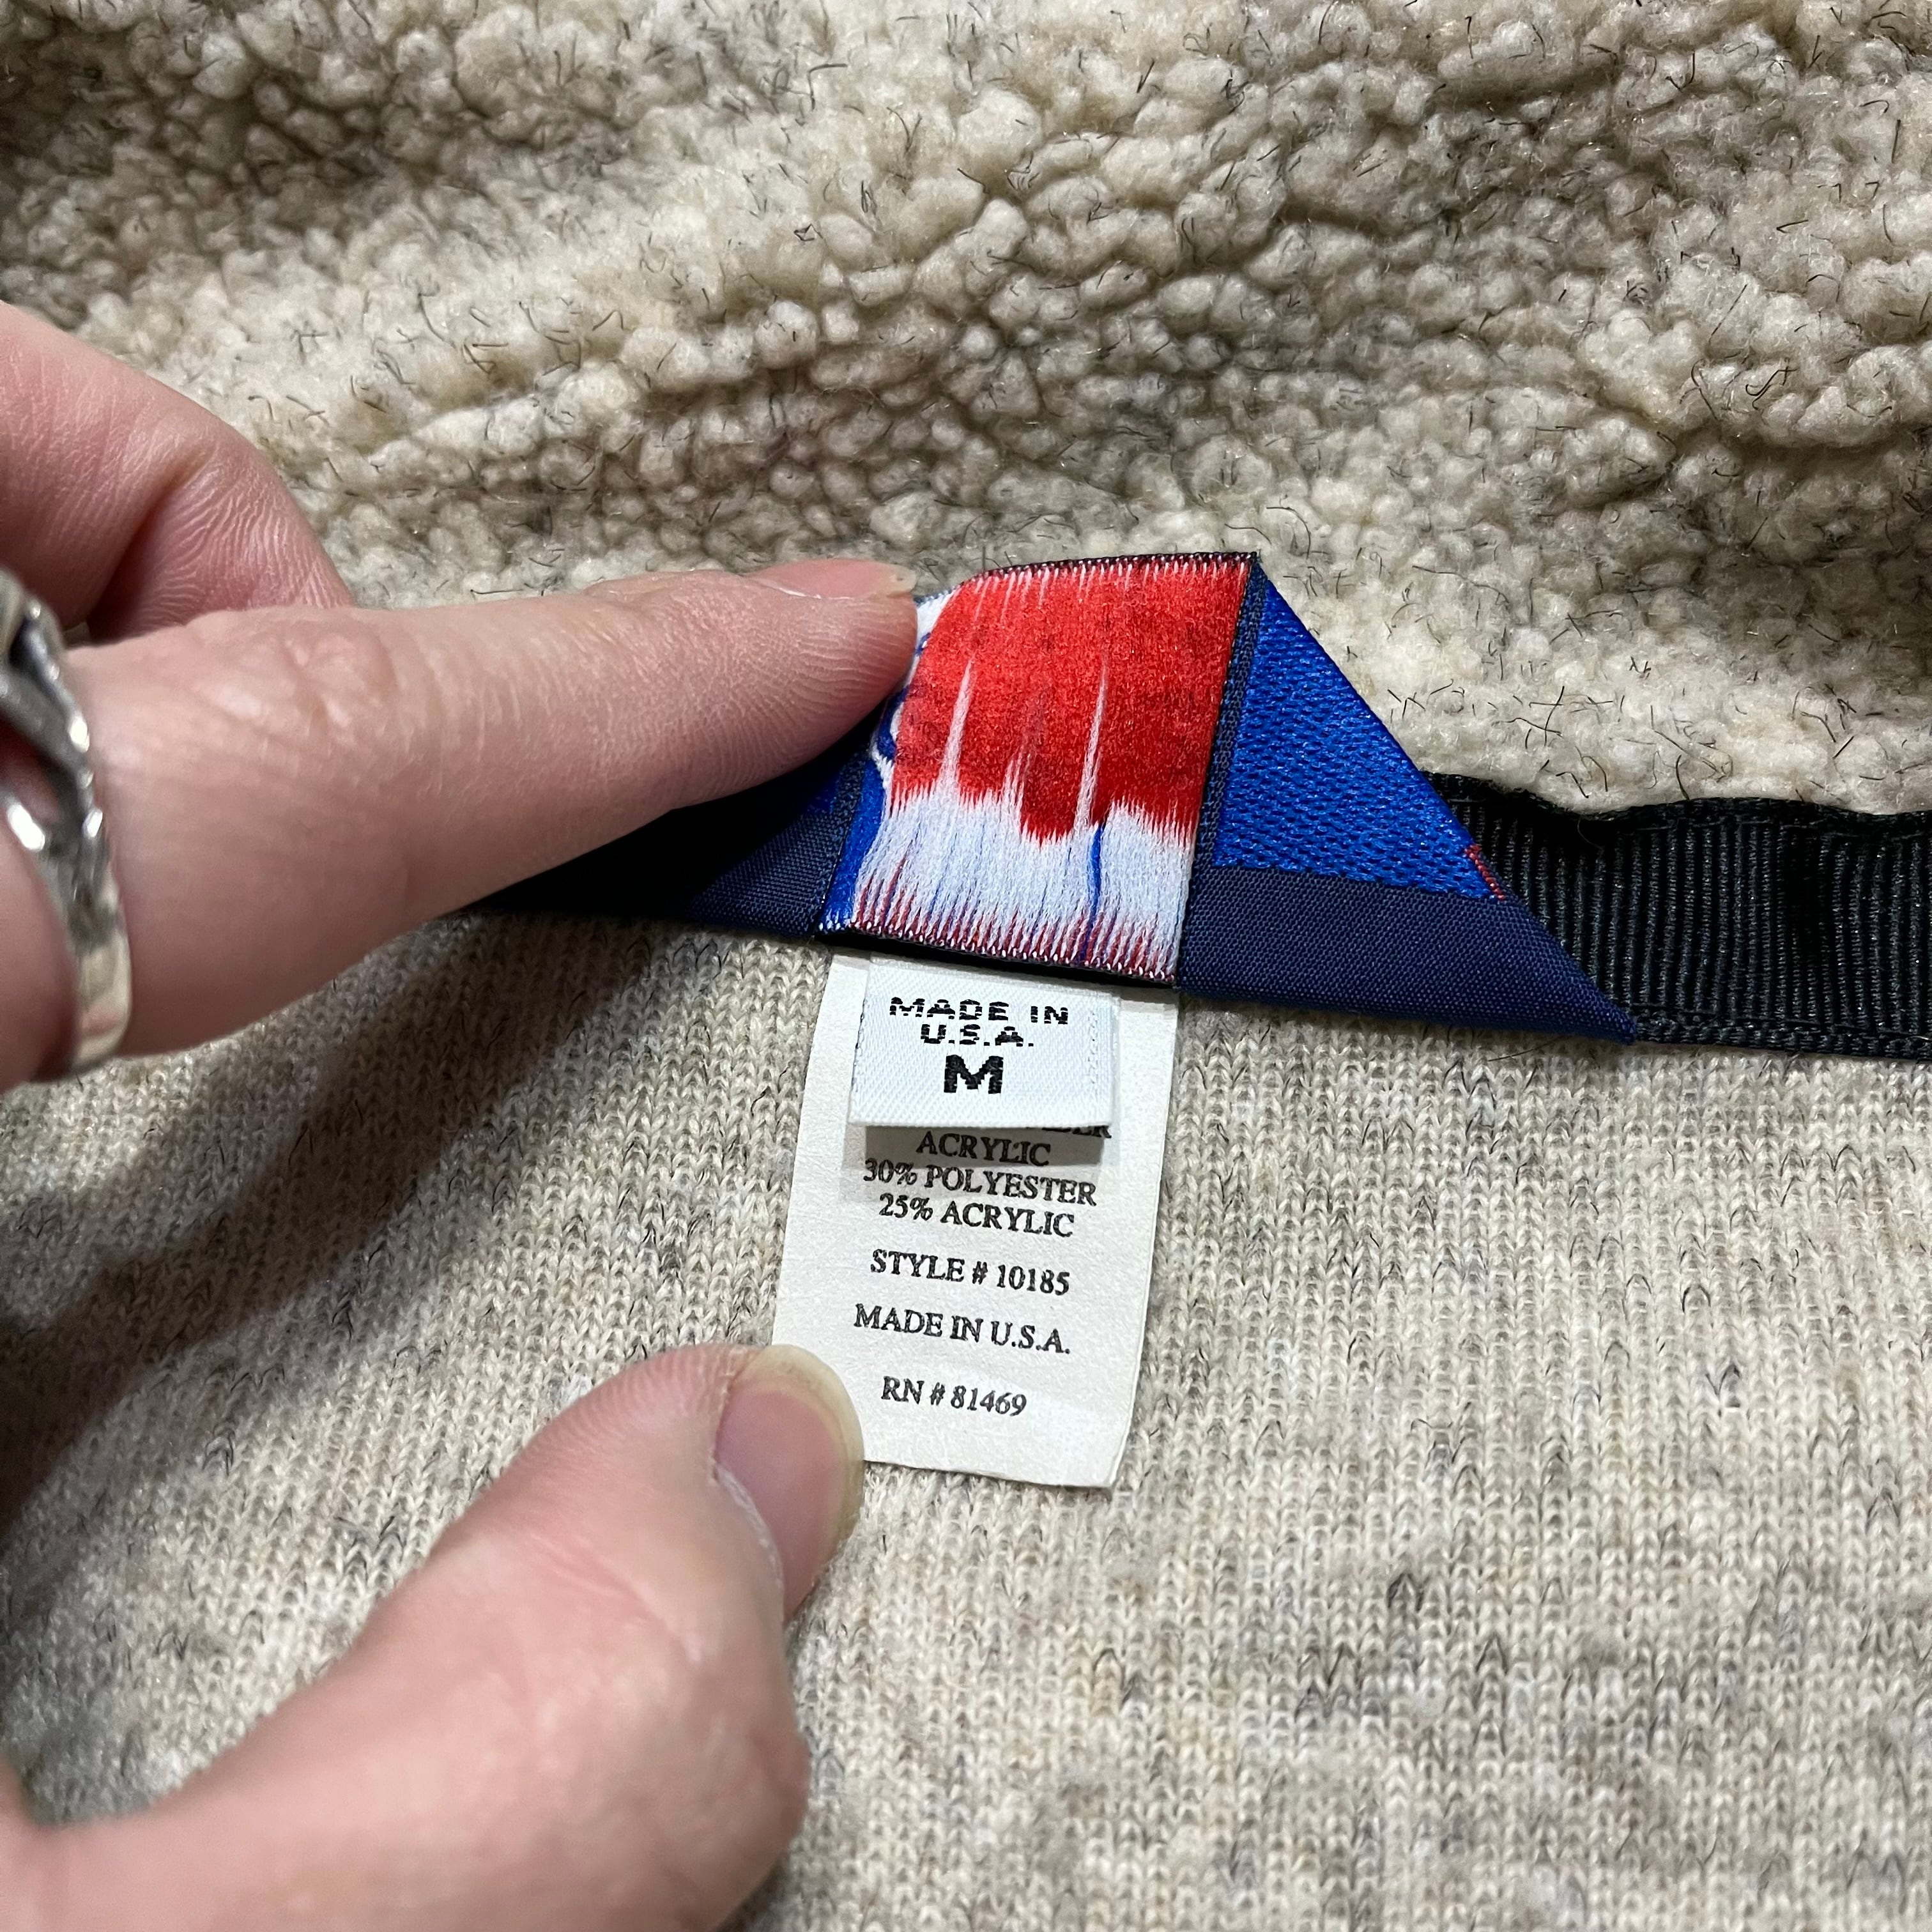 MADE IN
U.S.A.
M
ACRYLIC
30% POLYESTER
25% ACRYLIC
STYLE # 10185
MADE IN U.S.A.
RN # 81469